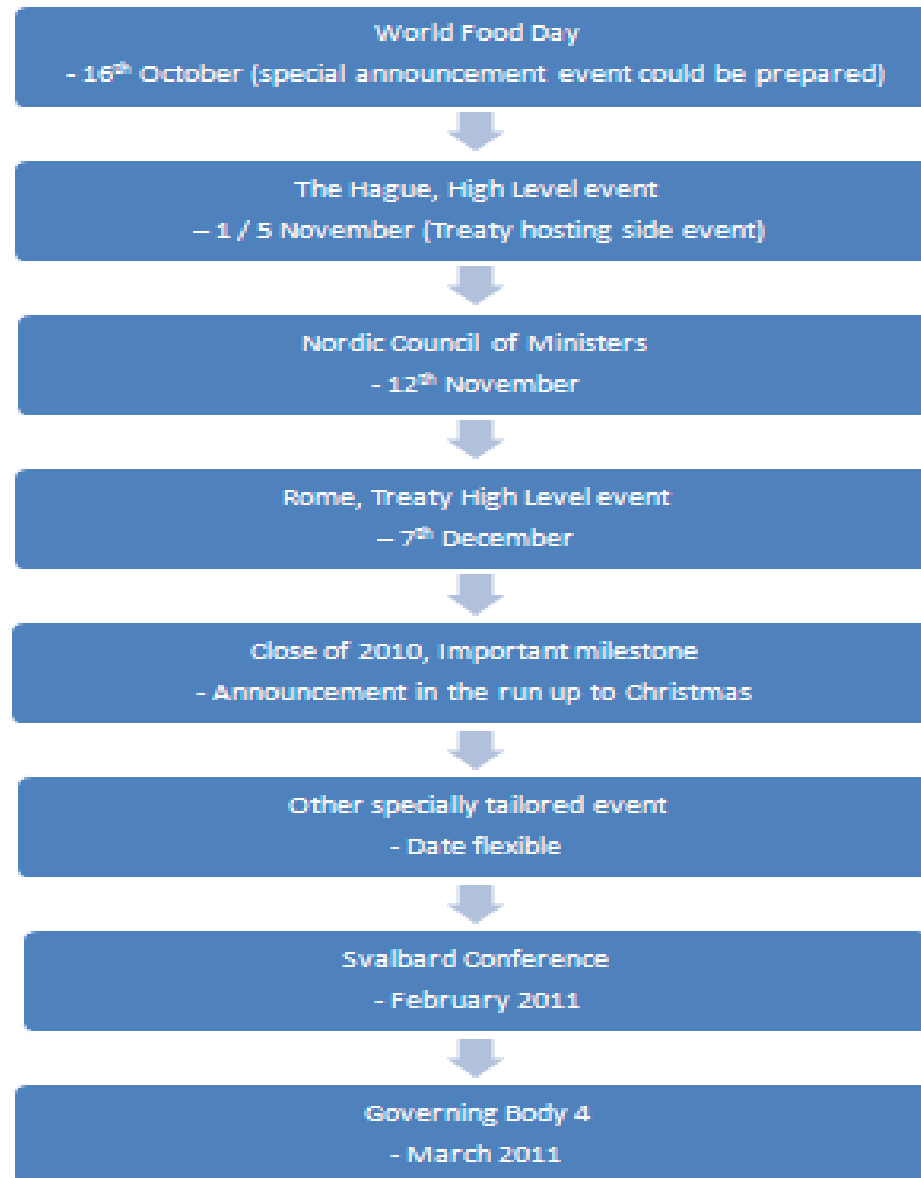 World Food Day
- 16th October (special announcement event could be prepared)
The Hague, High Level event
– 1 / 5 November (Treaty hosting side event)
Nordic Council of Ministers
- 12th November
Rome, Treaty High Level event
– 7th December
Close of 2010, Important milestone
- Announcement in the run up to Christmas
Other specially tailored event
- Date flexible
Svalbard Conference
- February 2011
Governing Body 4
- March 2011